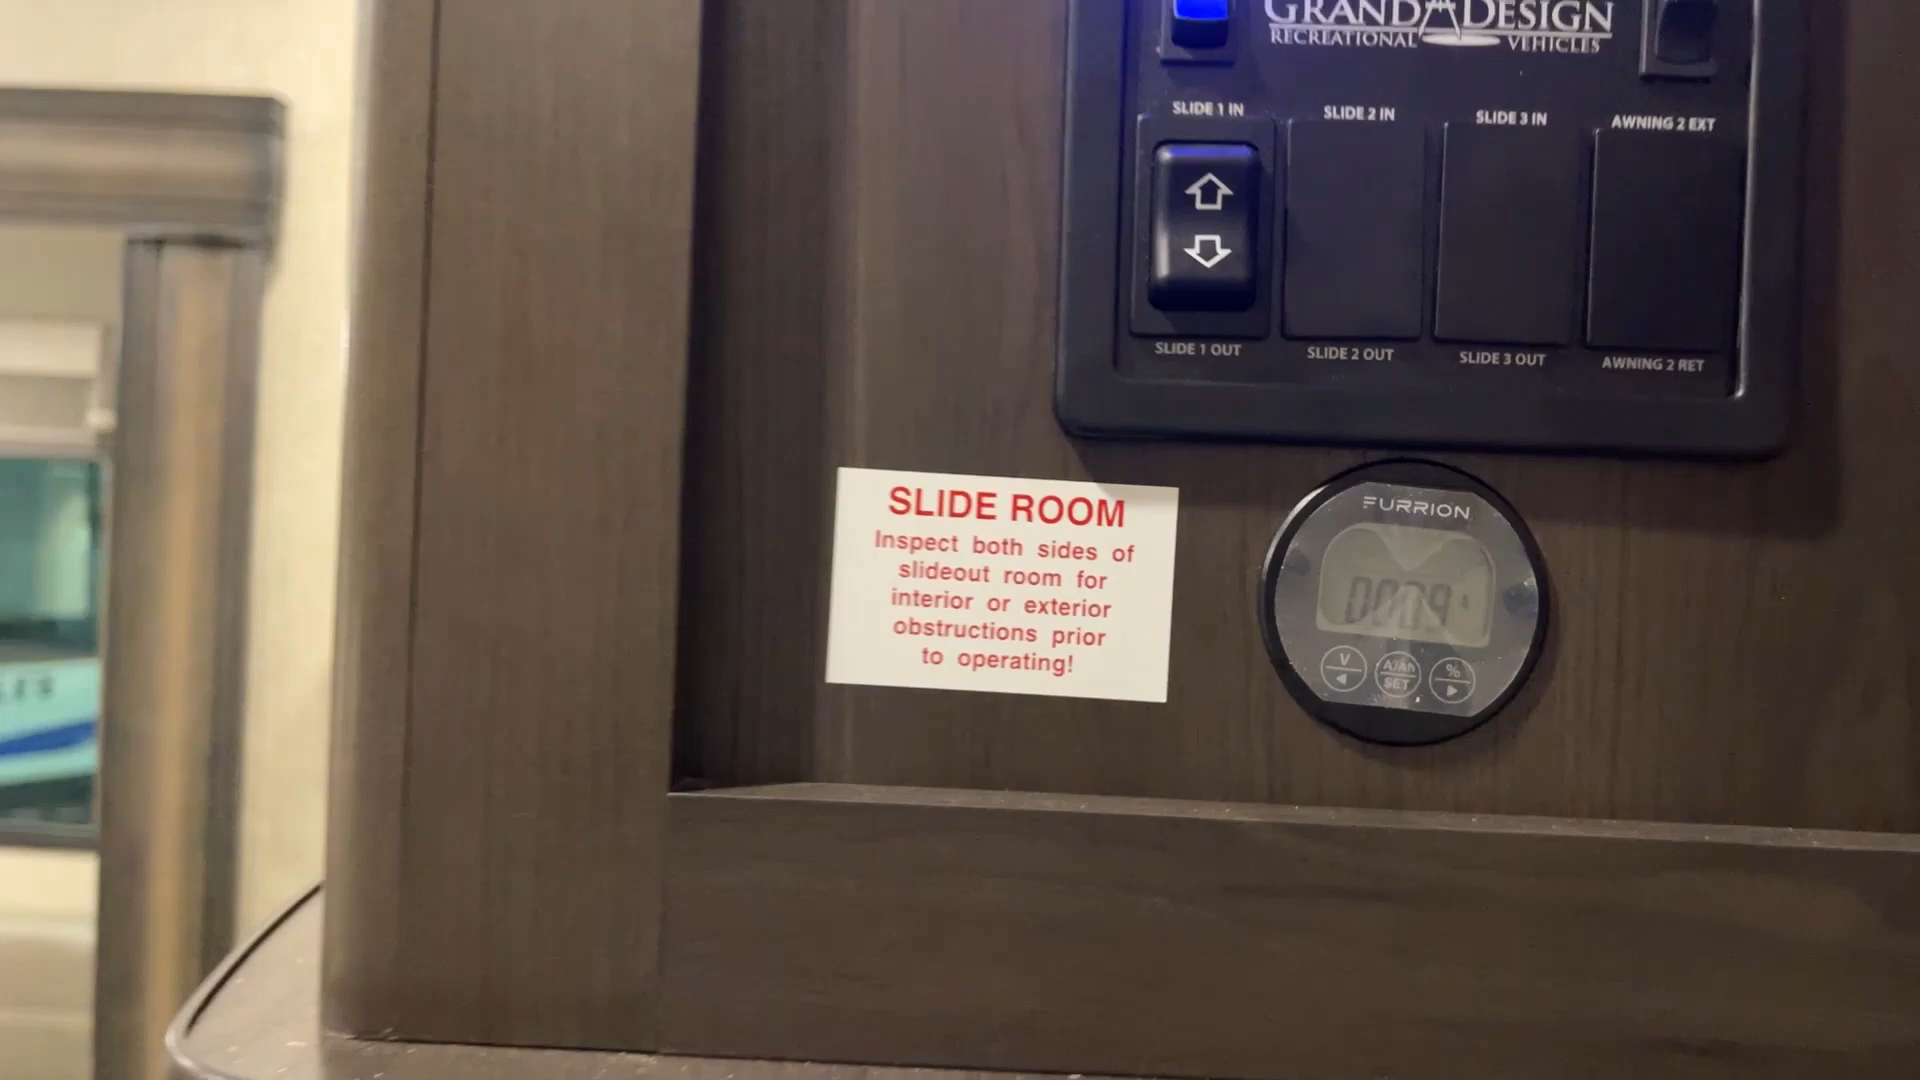 GRAND DESIGN
RECREATIONAL VEHICLES
SLIDE 1 IN
SLIDE 2 IN
SLIDE 3 IN
AWNING 2 EXT
SLIDE 1 OUT
SLIDE 2 OUT
SLIDE 3 OUT
AWNING 2 RET
SLIDE ROOM
Inspect both sides of
slideout room for
interior or exterior
obstructions prior
to operating!
FURRION
V
A/Ah
SET
%